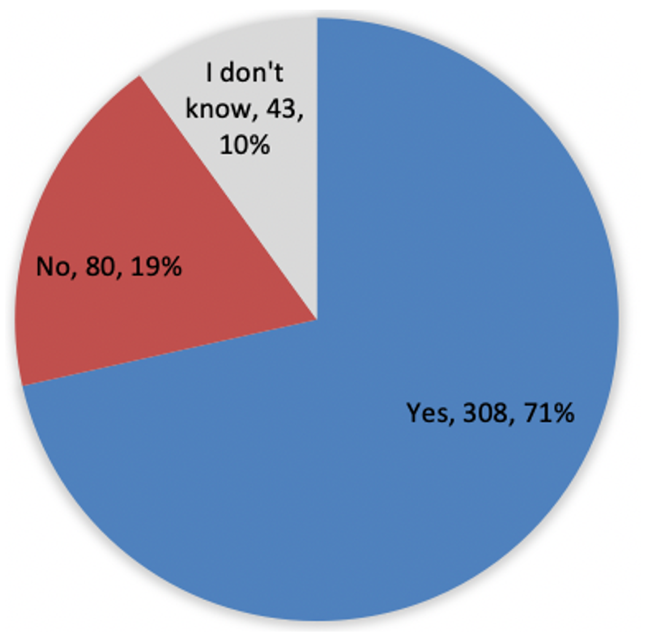 I don't
know, 43,
10%
No, 80, 19%
Yes, 308, 71%